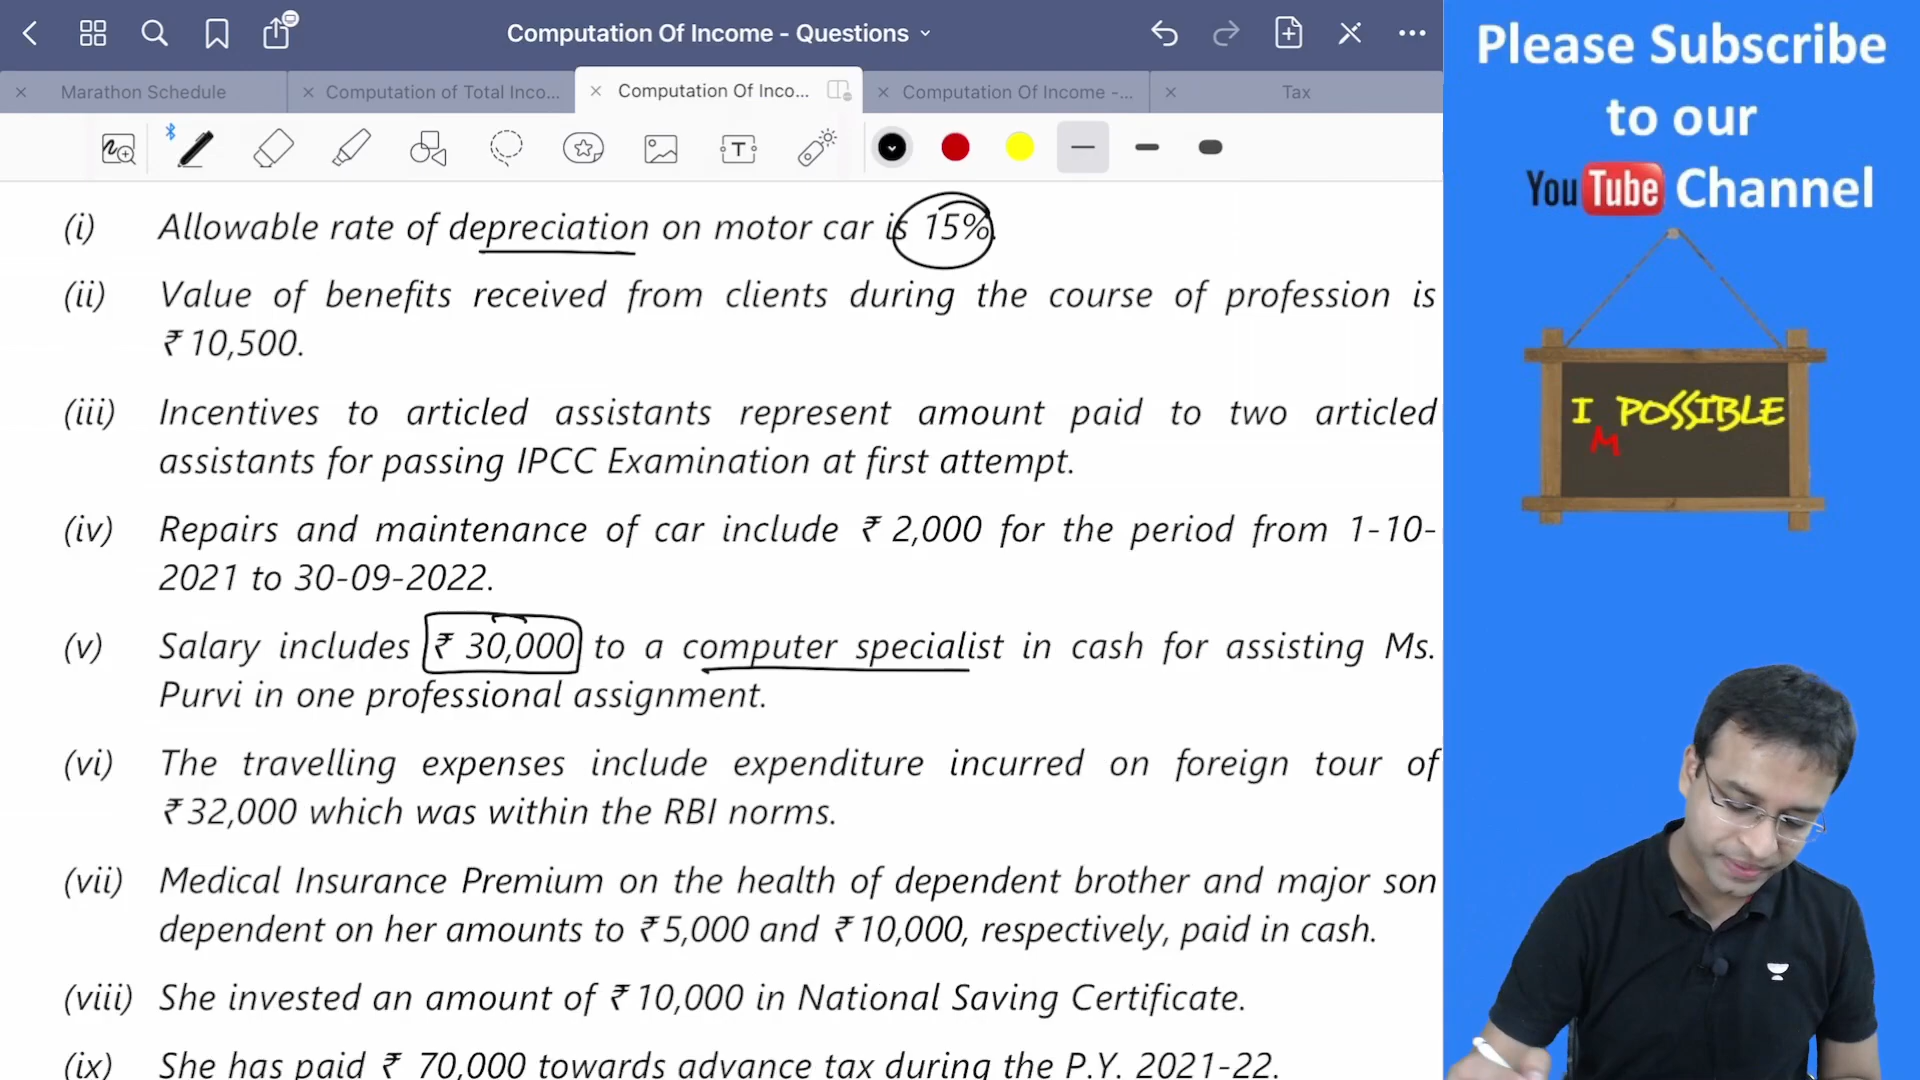 Computation Of Income - Questions
Marathon Schedule
Computation of Total Inco...
Computation Of Inco...
Computation Of Income -...
Tax
T
(i) Allowable rate of depreciation on motor car is 15%.
(ii) Value of benefits received from clients during the course of profession is
₹ 10,500.
(iii) Incentives to articled assistants represent amount paid to two articled
assistants for passing IPCC Examination at first attempt.
(iv) Repairs and maintenance of car include ₹ 2,000 for the period from 1-10-
2021 to 30-09-2022.
(v) Salary includes ₹ 30,000 to a computer specialist in cash for assisting Ms.
Purvi in one professional assignment.
(vi) The travelling expenses include expenditure incurred on foreign tour of
₹ 32,000 which was within the RBI norms.
(vii) Medical Insurance Premium on the health of dependent brother and major son
dependent on her amounts to ₹ 5,000 and ₹ 10,000, respectively, paid in cash.
(viii) She invested an amount of ₹ 10,000 in National Saving Certificate.
(ix) She has paid ₹ 70,000 towards advance tax during the P.Y. 2021-22.
Please Subscribe
to our
YouTube Channel
I POSSIBLE
M